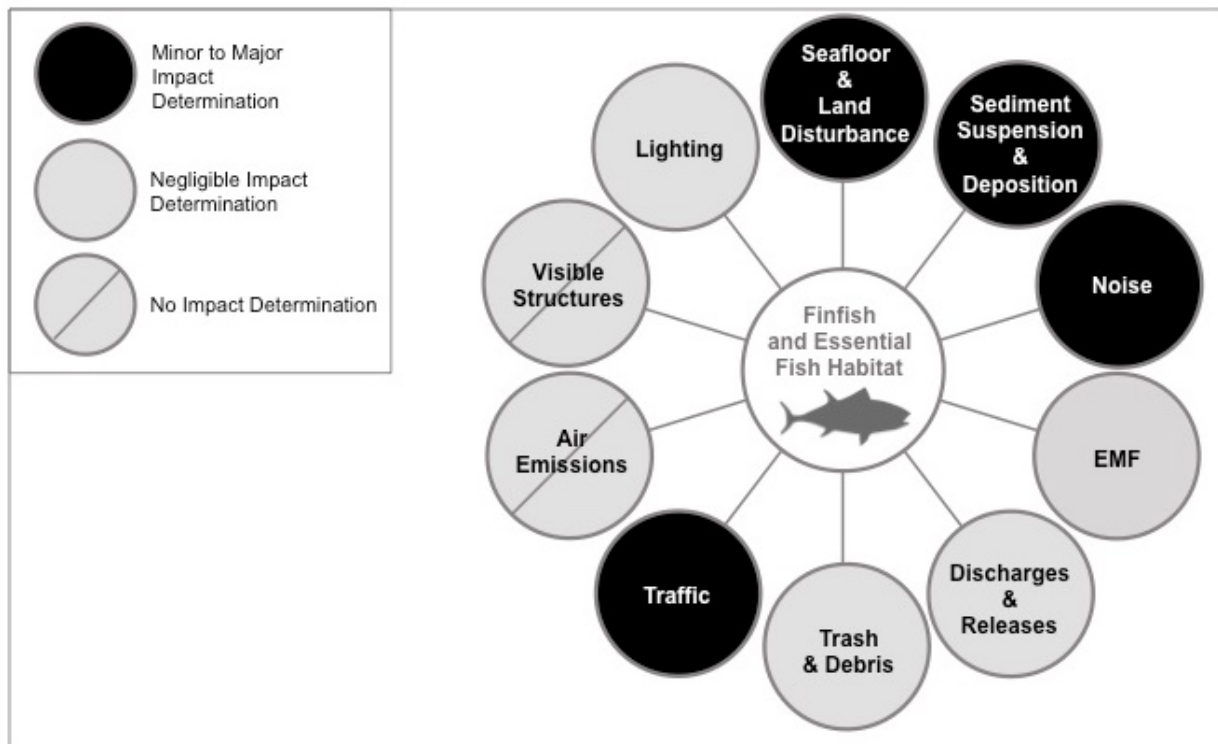 Minor to Major
Impact
Determination
Negligible Impact
Determination
No Impact Determination
Seafloor
&
Land
Disturbance
Sediment
Suspension
&
Deposition
Noise
EMF
Discharges
&
Releases
Trash
& Debris
Traffic
Air
Emissions
Visible
Structures
Lighting
Finfish
and Essential
Fish Habitat